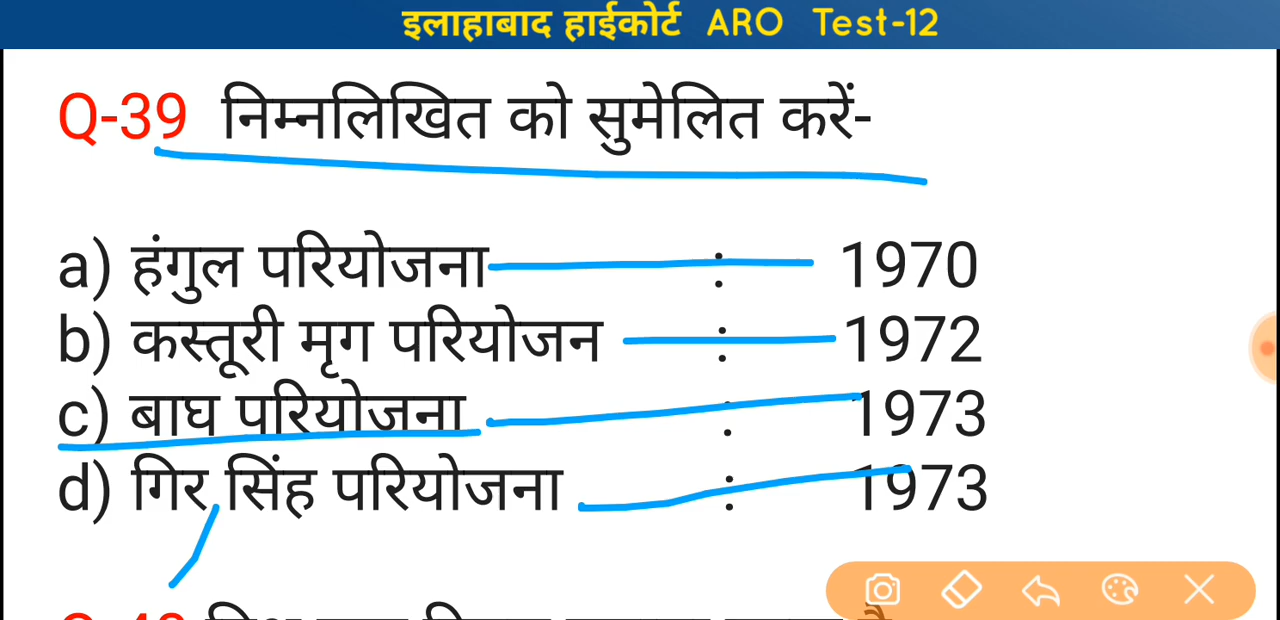 इलाहाबाद हाईकोर्ट ARO Test-12
Q-39 निम्नलिखित को सुमेलित करें-
a) हंगुल परियोजना : 1970
b) कस्तूरी मृग परियोजन : 1972
c) बाघ परियोजना : 1973
d) गिर सिंह परियोजना : 1973